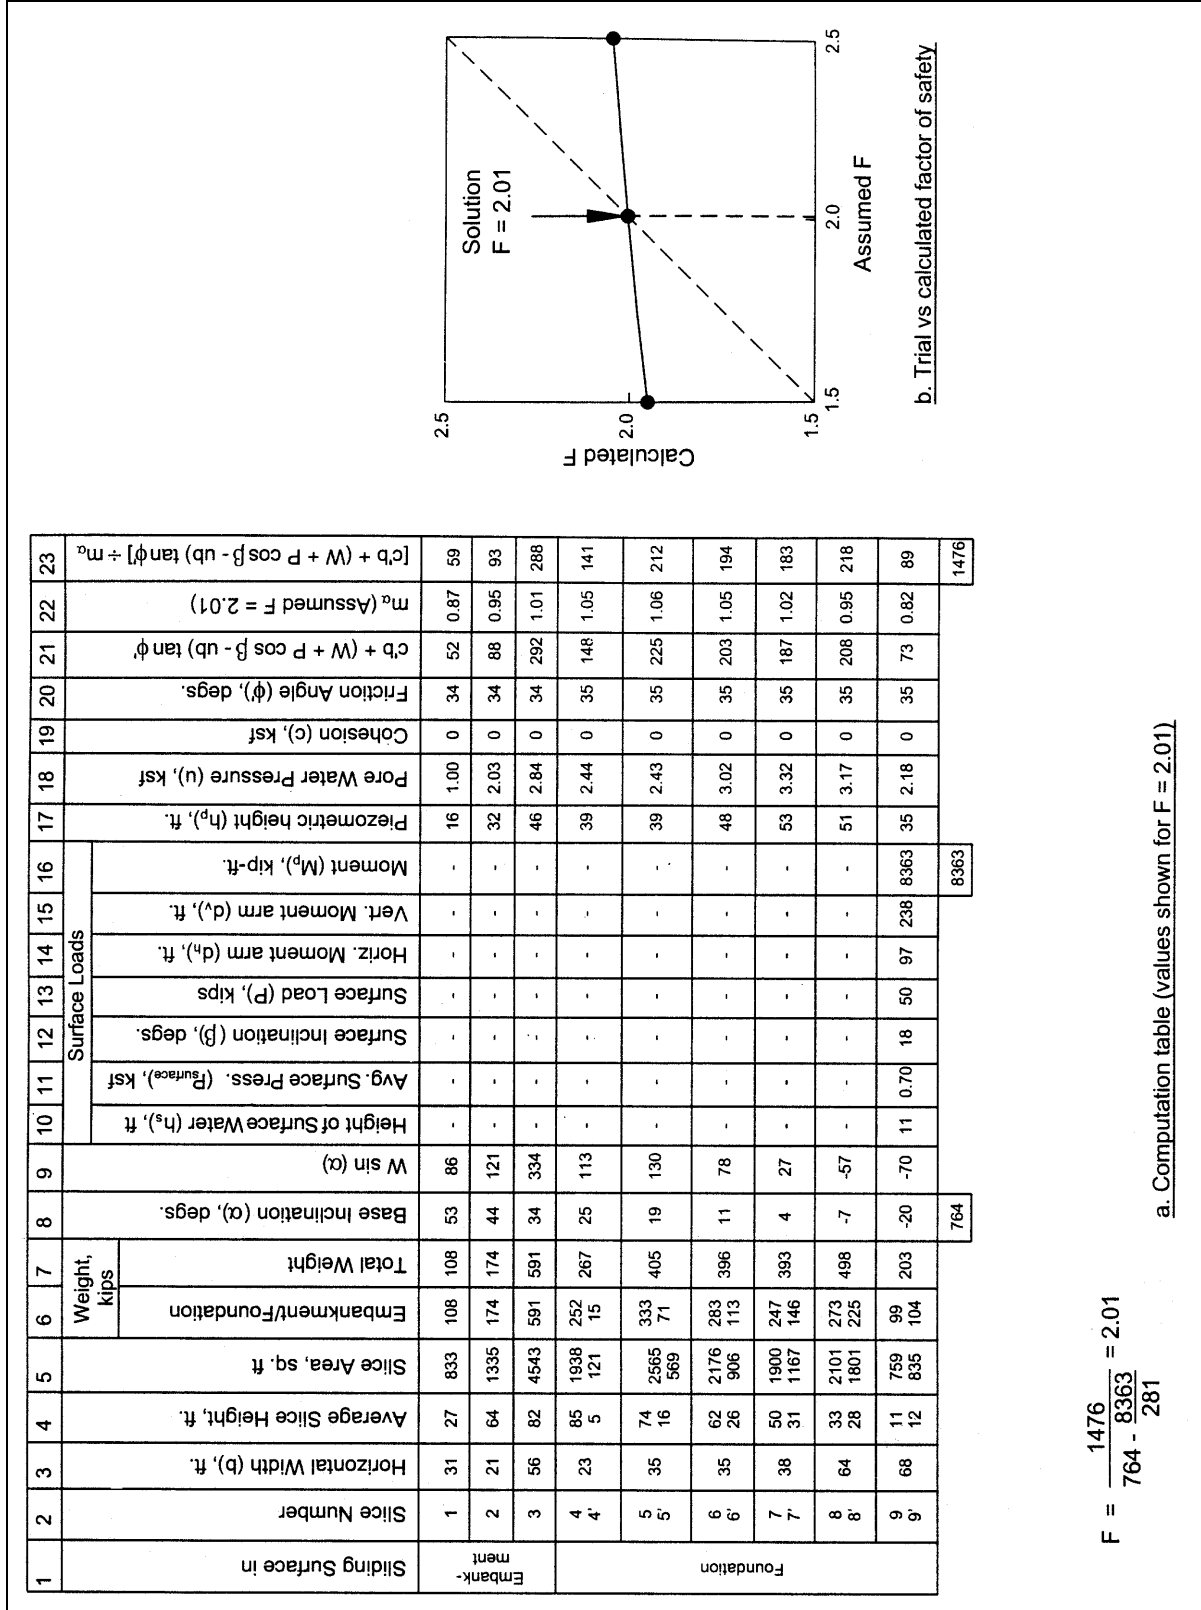 1 2 3 4 5 6 7 8 9 10 11 12 13 14 15 16 17 18 19 20 21 22 23
Weight, kips
Surface Loads
Sliding Surface in
Slice Number
Horizontal Width (b), ft.
Average Slice Height, ft.
Slice Area, sq. ft
Embankment/Foundation
Total Weight
Base Inclination (α), degs.
W sin (α)
Height of Surface Water (hs), ft
Avg. Surface Press. (Psurface), ksf
Surface Inclination (β), degs.
Surface Load (P), kips
Horiz. Moment arm (dh), ft.
Vert. Moment arm (dv), ft.
Moment (Mp), kip-ft.
Piezometric height (hp), ft.
Pore Water Pressure (u), ksf
Cohesion (c), ksf
Friction Angle (ϕ'), degs.
c'b + (W + P cos β - ub) tan ϕ'
mα (Assumed F = 2.01)
[c'b + (W + P cos β - ub) tan ϕ'] ÷ mα
Embank-
ment
1 31 27 833 108 108 53 86 - - - - - - - 16 1.00 0 34 52 0.87 59
2 21 64 1335 174 174 44 121 - - - - - - - 32 2.03 0 34 88 0.95 93
3 56 82 4543 591 591 34 334 - - - - - - - 46 2.84 0 34 292 1.01 288
Foundation
4 23 85 1938 252 267 25 113 - - - - - - - 39 2.44 0 35 148 1.05 141
4' 5 121 15
5 35 74 2565 333 405 19 130 - - - - - - - 39 2.43 0 35 225 1.06 212
5' 16 569 71
6 35 62 2176 283 396 11 78 - - - - - - - 48 3.02 0 35 203 1.05 194
6' 26 906 113
7 38 50 1900 247 393 4 27 - - - - - - - 53 3.32 0 35 187 1.02 183
7' 31 1167 146
8 64 33 2101 273 498 -7 -57 - - - - - - - 51 3.17 0 35 208 0.95 218
8' 28 1801 225
9 68 11 759 99 203 -20 -70 11 0.70 18 50 97 238 8363 35 2.18 0 35 73 0.82 89
9' 12 835 104
764 8363 1476
F = 1476 / (764 - 8363/281) = 2.01
a. Computation table (values shown for F = 2.01)
Calculated F
2.5
2.0
1.5
Solution
F = 2.01
1.5 2.0 2.5
Assumed F
b. Trial vs calculated factor of safety